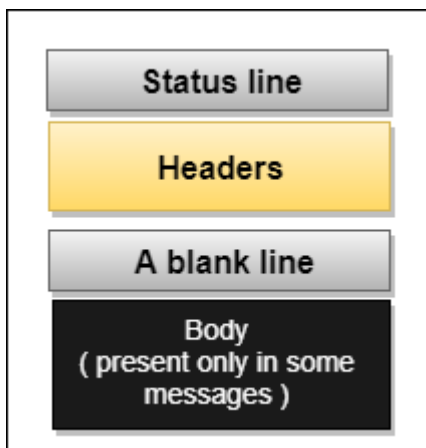 Status line
Headers
A blank line
Body
( present only in some
messages )